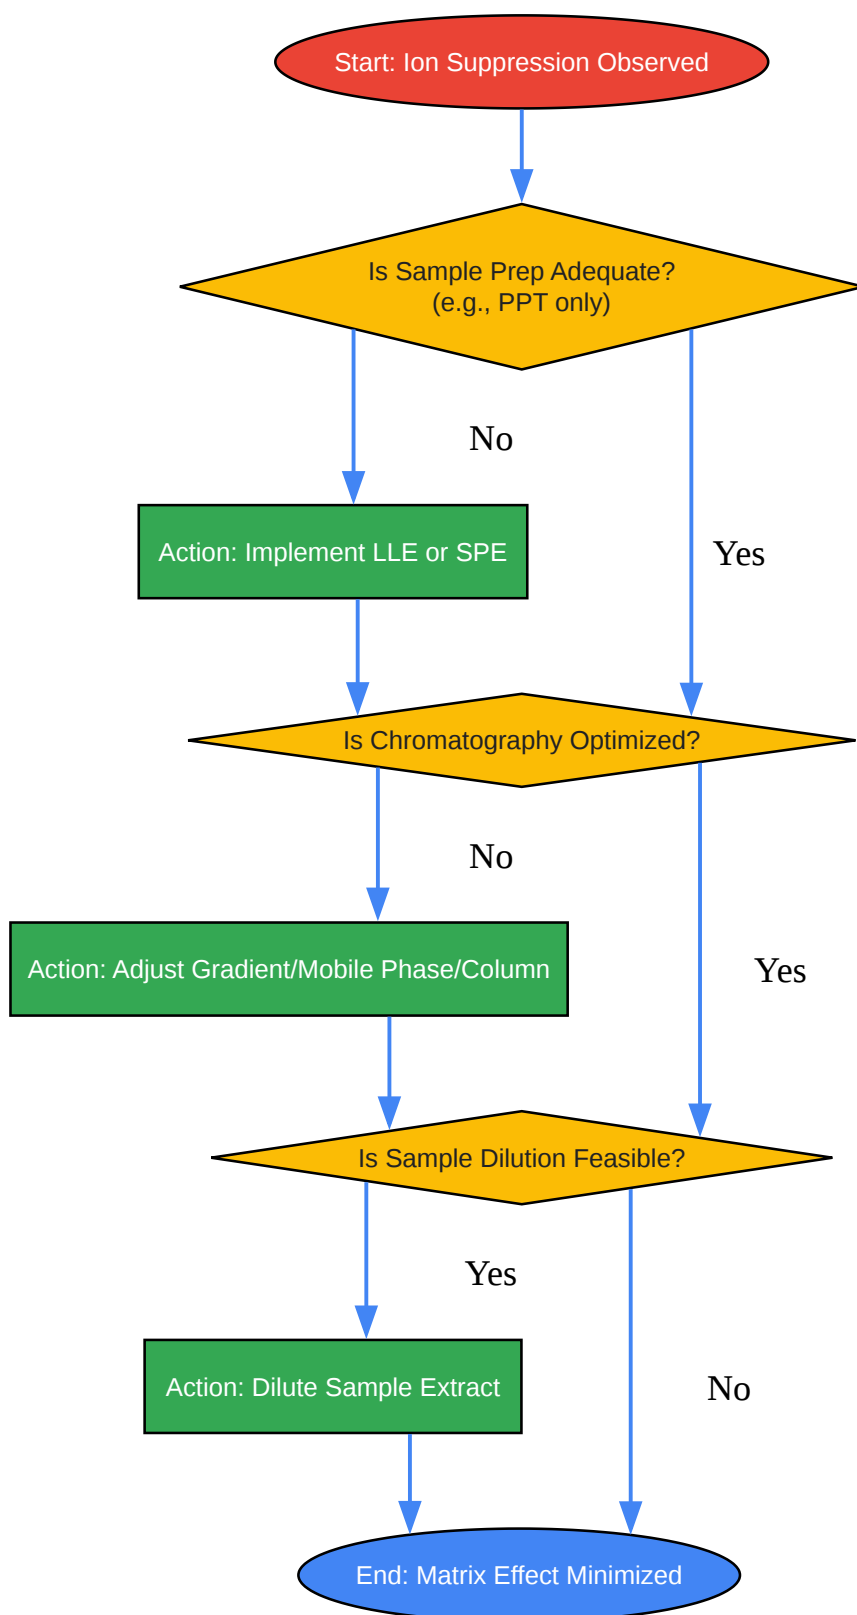 Start: Ion Suppression Observed
Is Sample Prep Adequate?
(e.g., PPT only)
No
Action: Implement LLE or SPE
Yes
Is Chromatography Optimized?
No
Action: Adjust Gradient/Mobile Phase/Column
Yes
Is Sample Dilution Feasible?
Yes
Action: Dilute Sample Extract
No
End: Matrix Effect Minimized